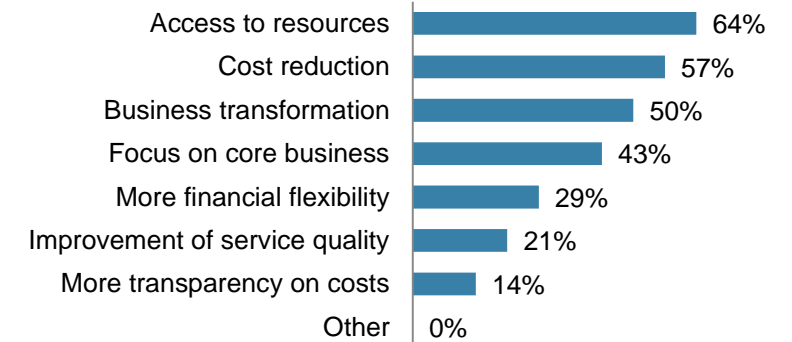 Access to resources 64%
Cost reduction 57%
Business transformation 50%
Focus on core business 43%
More financial flexibility 29%
Improvement of service quality 21%
More transparency on costs 14%
Other 0%